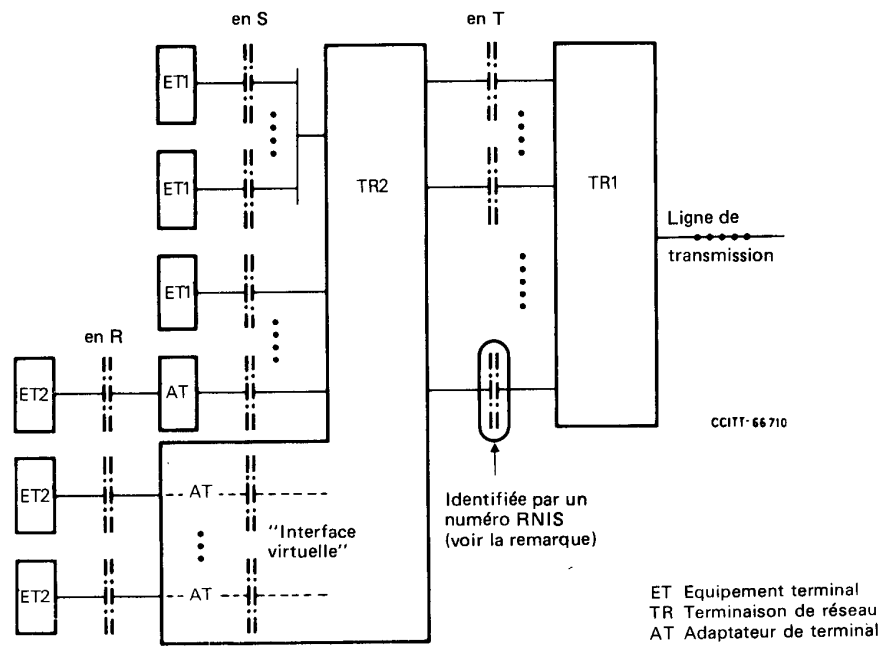 en S
en T
ET1
ET1
TR2
TR1
Ligne de
transmission
ET1
en R
ET2
AT
CCITT-66710
ET2
AT
"Interface
virtuelle"
Identifiée par un
numéro RNIS
(voir la remarque)
ET2
AT
ET Equipement terminal
TR Terminaison de réseau
AT Adaptateur de terminal